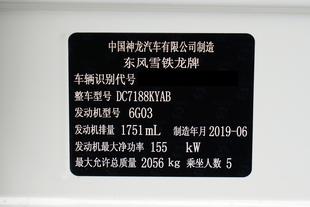 中国神龙汽车有限公司制造
东风雪铁龙牌
车辆识别代号
整车型号 DC7188KYAB
发动机型号 6G03
发动机排量 1751mL 制造年月 2019-06
发动机最大净功率 155 kW
最大允许总质量 2056 kg 乘坐人数 5